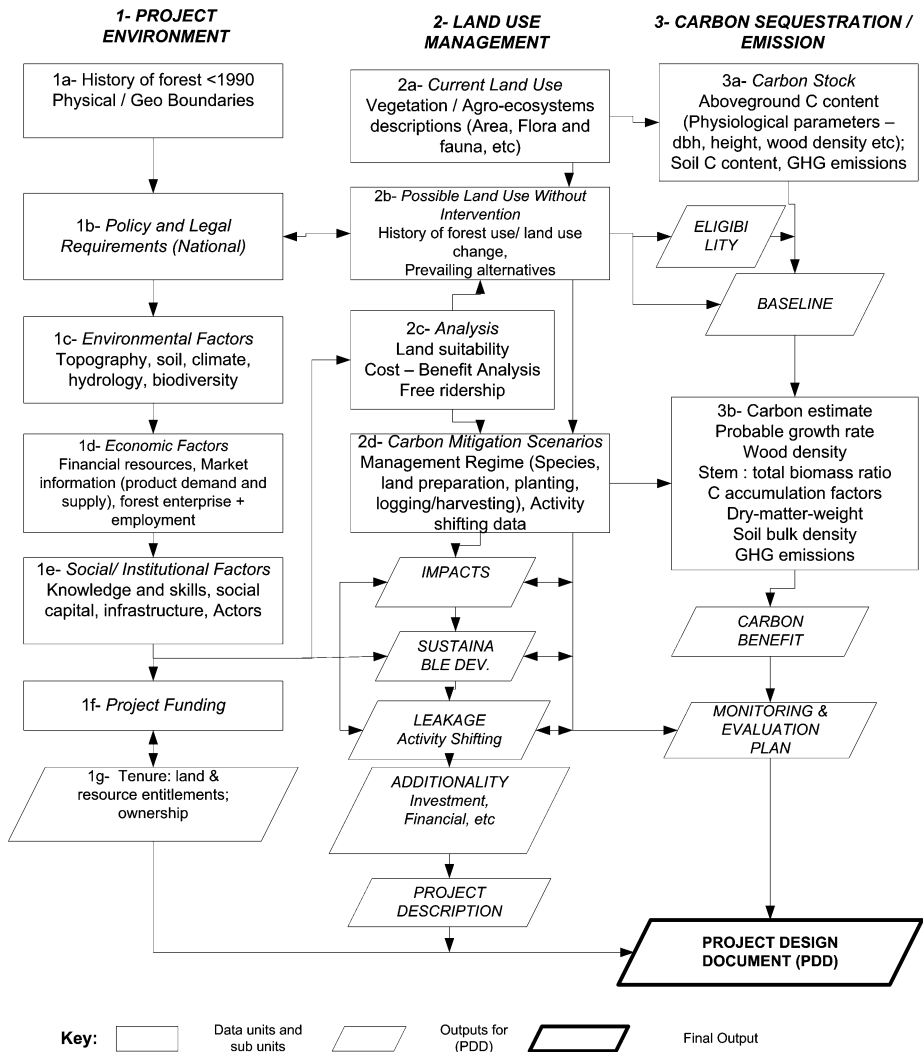 1- PROJECT
ENVIRONMENT
1a- History of forest <1990
Physical / Geo Boundaries
1b- Policy and Legal
Requirements (National)
1c- Environmental Factors
Topography, soil, climate,
hydrology, biodiversity
1d- Economic Factors
Financial resources, Market
information (product demand and
supply), forest enterprise +
employment
1e- Social/ Institutional Factors
Knowledge and skills, social
capital, infrastructure, Actors
1f- Project Funding
1g- Tenure: land &
resource entitlements;
ownership
2- LAND USE
MANAGEMENT
2a- Current Land Use
Vegetation / Agro-ecosystems
descriptions (Area, Flora and
fauna, etc)
2b- Possible Land Use Without
Intervention
History of forest use/ land use
change,
Prevailing alternatives
2c- Analysis
Land suitability
Cost – Benefit Analysis
Free ridership
2d- Carbon Mitigation Scenarios
Management Regime (Species,
land preparation, planting,
logging/harvesting), Activity
shifting data
IMPACTS
SUSTAINA
BLE DEV.
LEAKAGE
Activity Shifting
ADDITIONALITY
Investment,
Financial, etc
PROJECT
DESCRIPTION
3- CARBON SEQUESTRATION /
EMISSION
3a- Carbon Stock
Aboveground C content
(Physiological parameters –
dbh, height, wood density etc);
Soil C content, GHG emissions
ELIGIBI
LITY
BASELINE
3b- Carbon estimate
Probable growth rate
Wood density
Stem : total biomass ratio
C accumulation factors
Dry-matter-weight
Soil bulk density
GHG emissions
CARBON
BENEFIT
MONITORING &
EVALUATION
PLAN
PROJECT DESIGN
DOCUMENT (PDD)
Key:
Data units and
sub units
Outputs for
(PDD)
Final Output